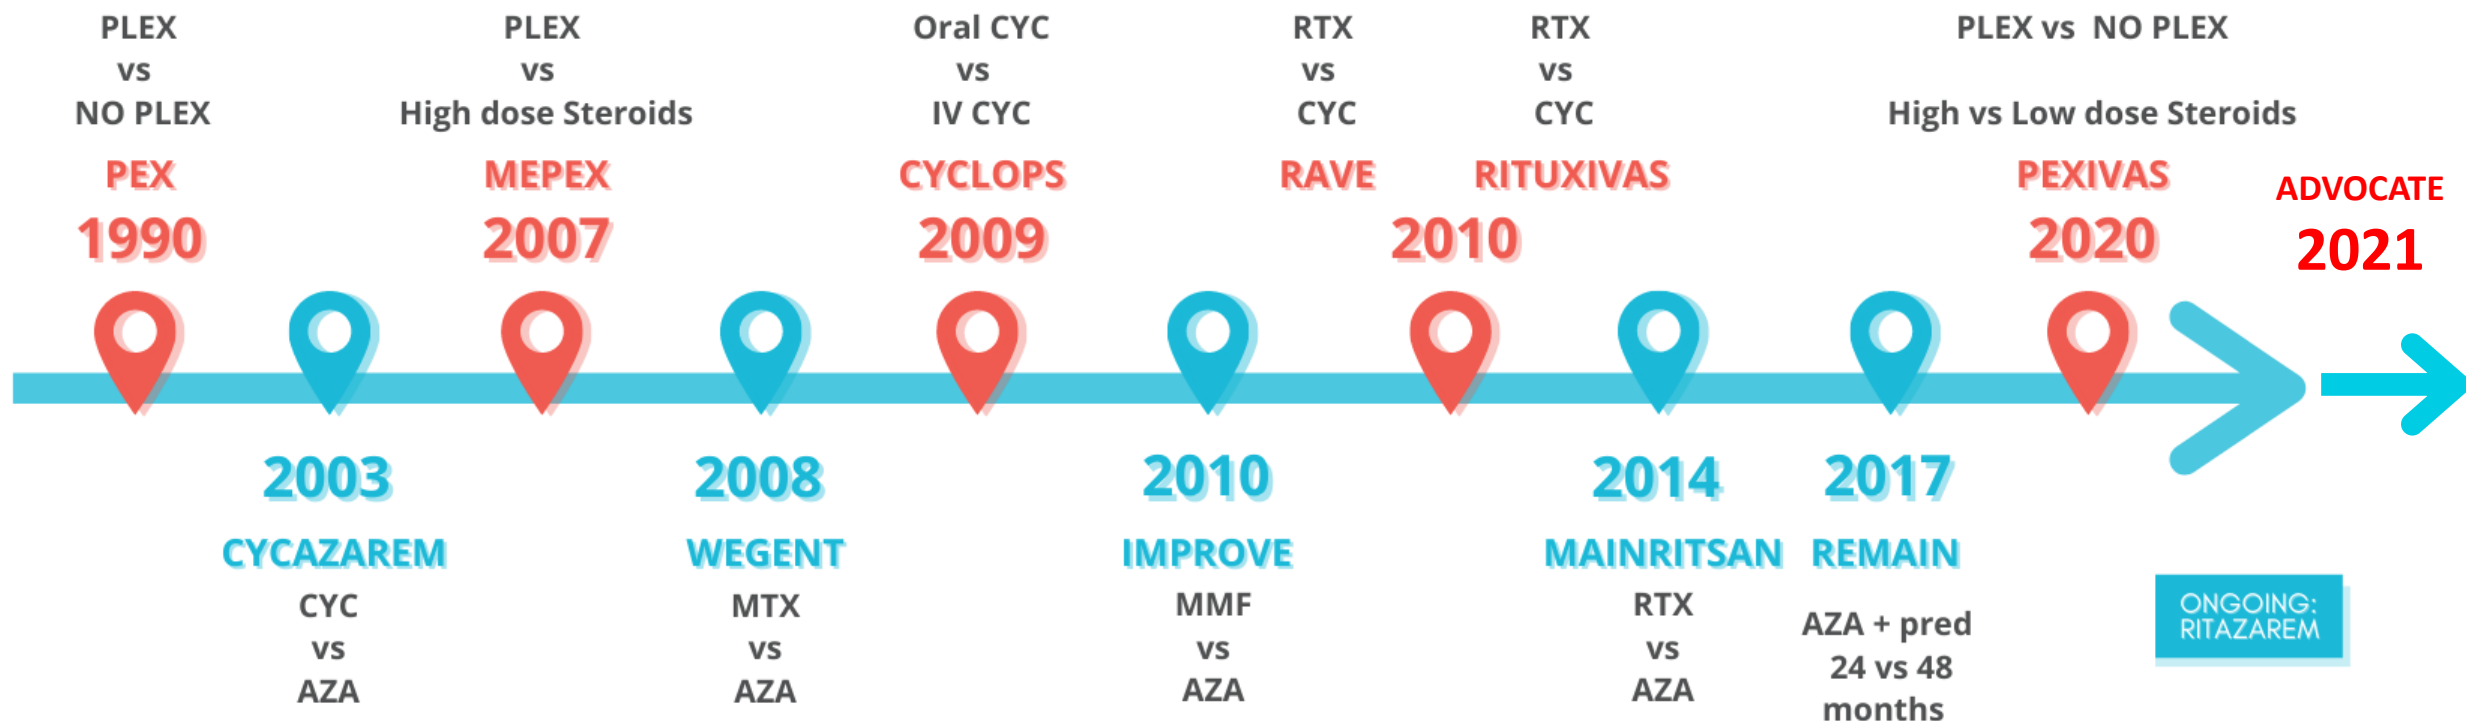 PLEX
vs
NO PLEX
PEX
1990
PLEX
vs
High dose Steroids
MEPEX
2007
Oral CYC
vs
IV CYC
CYCLOPS
2009
RTX
vs
CYC
RAVE
RTX
vs
CYC
RITUXIVAS
2010
PLEX vs NO PLEX
High vs Low dose Steroids
PEXIVAS
2020
ADVOCATE
2021
2003
CYCAZAREM
CYC
vs
AZA
2008
WEGENT
MTX
vs
AZA
2010
IMPROVE
MMF
vs
AZA
2014
MAINRITSAN
RTX
vs
AZA
2017
REMAIN
AZA + pred
24 vs 48
months
ONGOING:
RITAZAREM